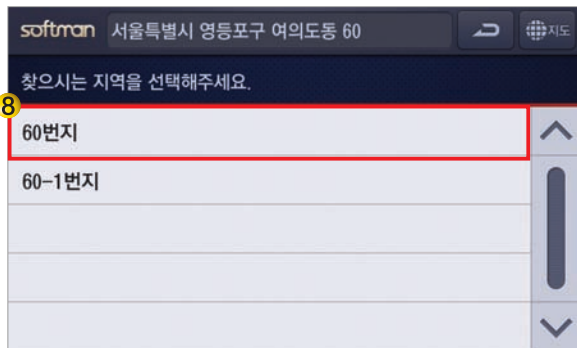 softman 서울특별시 영등포구 여의도동 60 지도
찾으시는 지역을 선택해주세요.
8
60번지
60-1번지